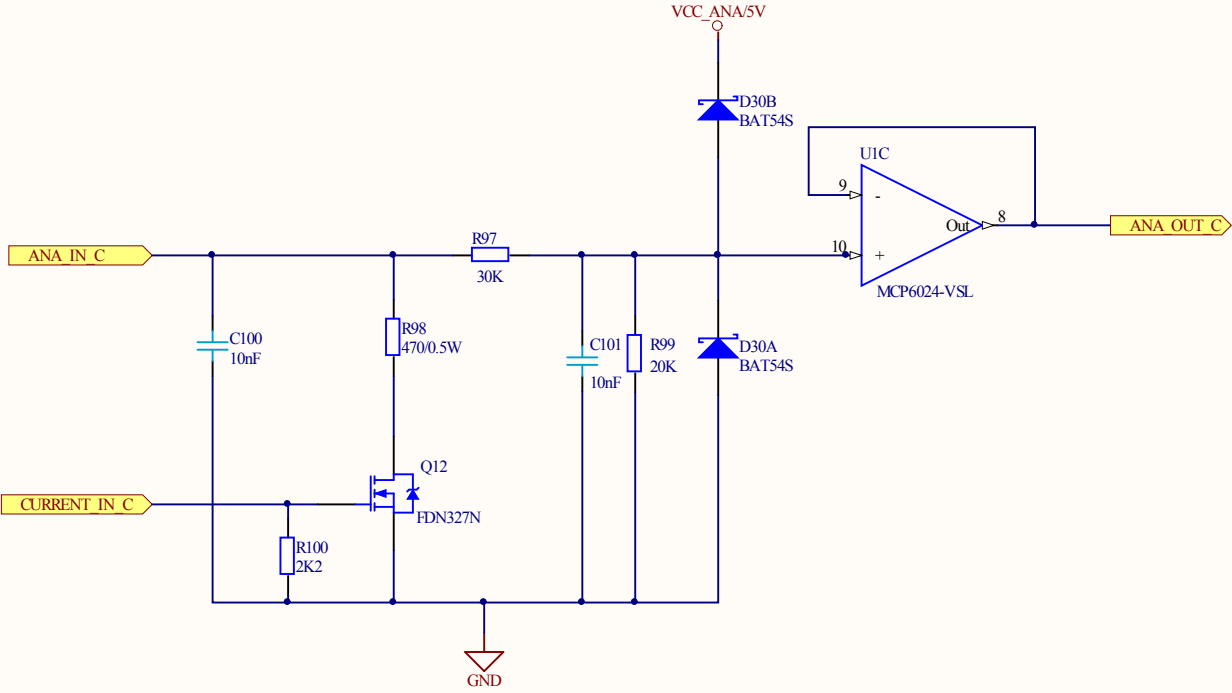 VCC_ANA/5V
D30B
BAT54S
U1C
9
-
8
Out
ANA_OUT_C
R97
10
+
ANA_IN_C
30K
MCP6024-VSL
R98
470/0.5W
C100
10nF
C101
10nF
R99
20K
D30A
BAT54S
Q12
CURRENT_IN_C
FDN327N
R100
2K2
GND